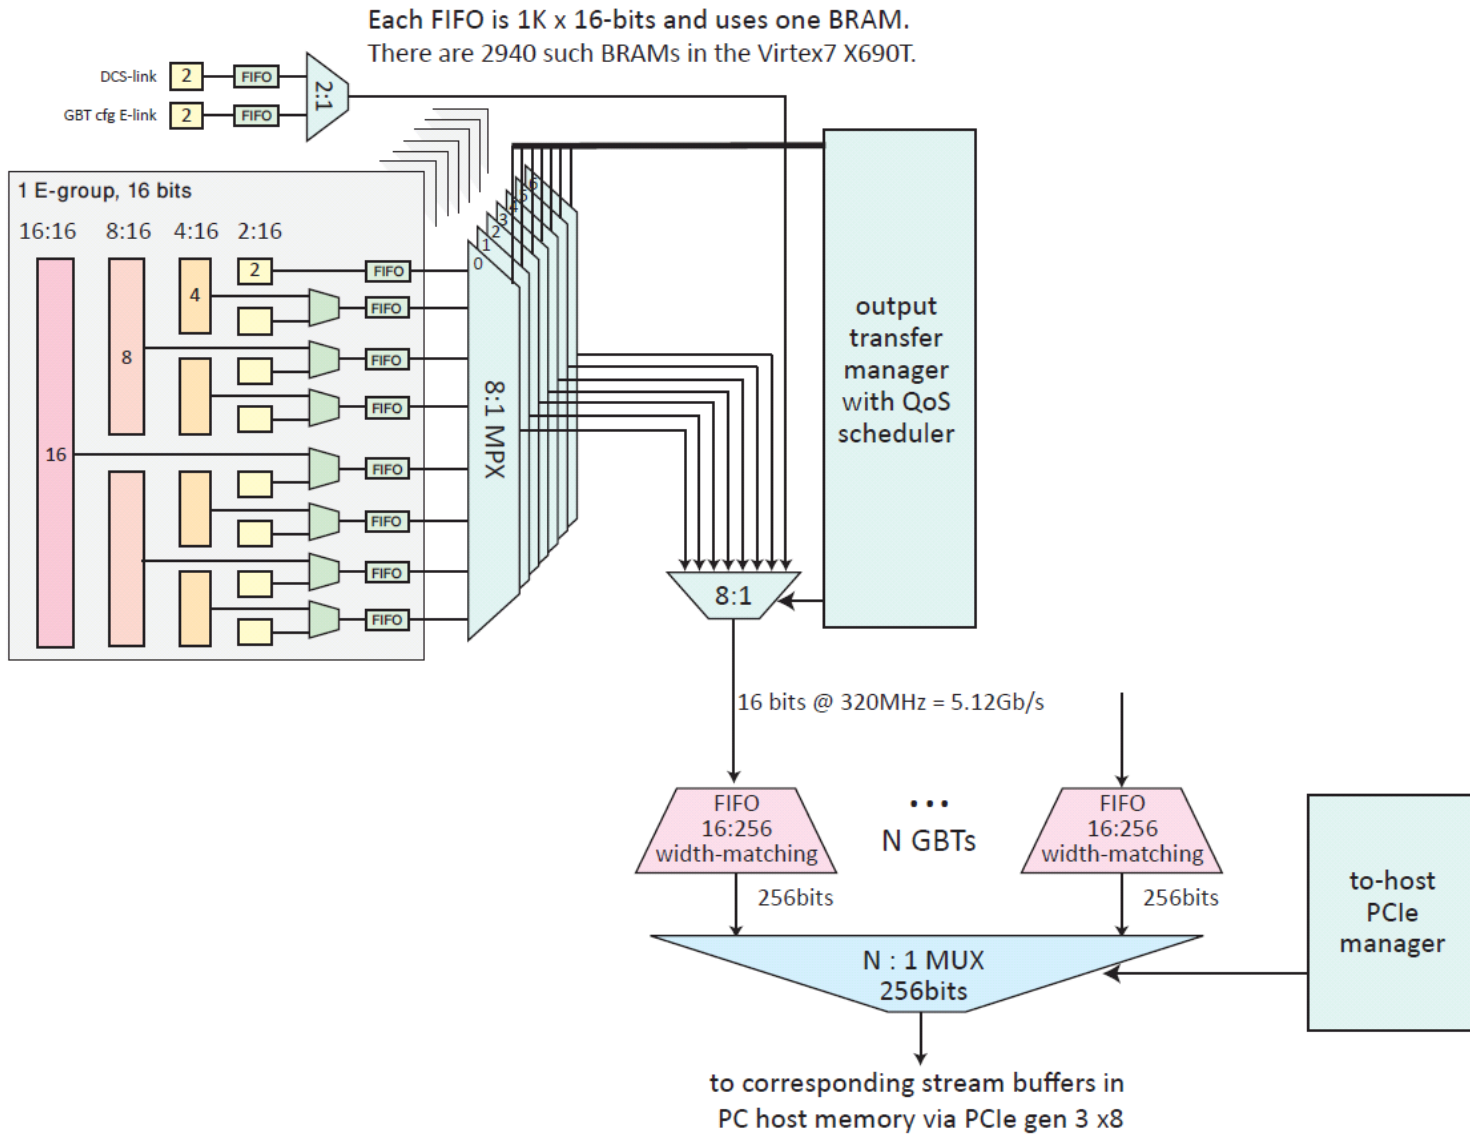 Each FIFO is 1K x 16-bits and uses one BRAM.
There are 2940 such BRAMs in the Virtex7 X690T.
DCS-link
2
FIFO
GBT cfg E-link
2
FIFO
2:1
1 E-group, 16 bits
16:16
8:16
4:16
2:16
16
8
4
2
FIFO
FIFO
FIFO
FIFO
FIFO
FIFO
FIFO
FIFO
0
1
2
3
4
5
6
8:1 MPX
output
transfer
manager
with QoS
scheduler
8:1
16 bits @ 320MHz = 5.12Gb/s
FIFO
16:256
width-matching
...
N GBTs
FIFO
16:256
width-matching
256bits
256bits
N : 1 MUX
256bits
to-host
PCIe
manager
to corresponding stream buffers in
PC host memory via PCIe gen 3 x8